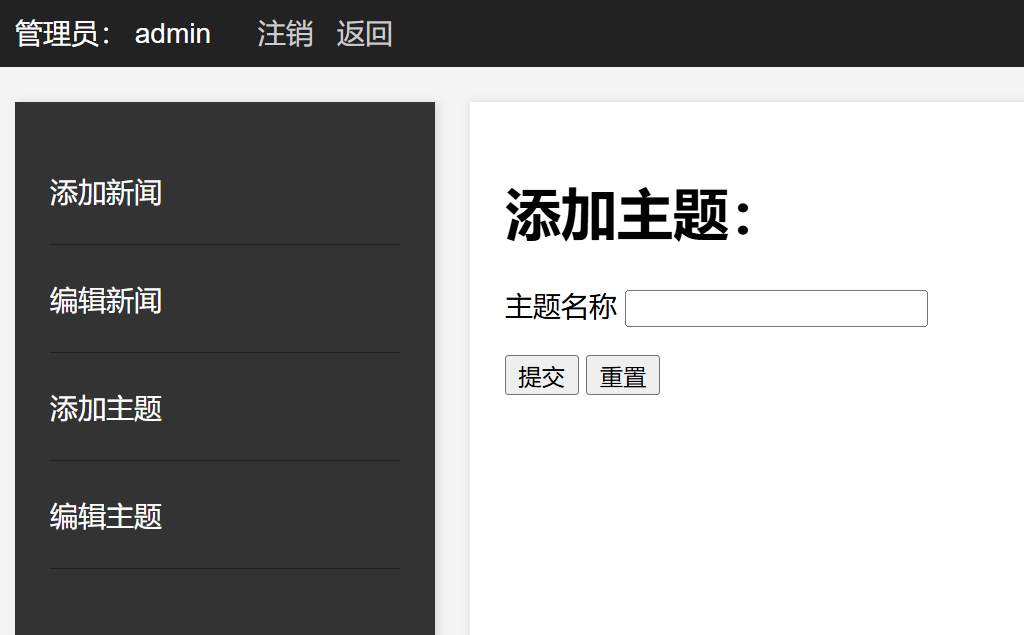 管理员： admin 注销 返回
添加新闻
编辑新闻
添加主题
编辑主题
添加主题：
主题名称
提交 重置